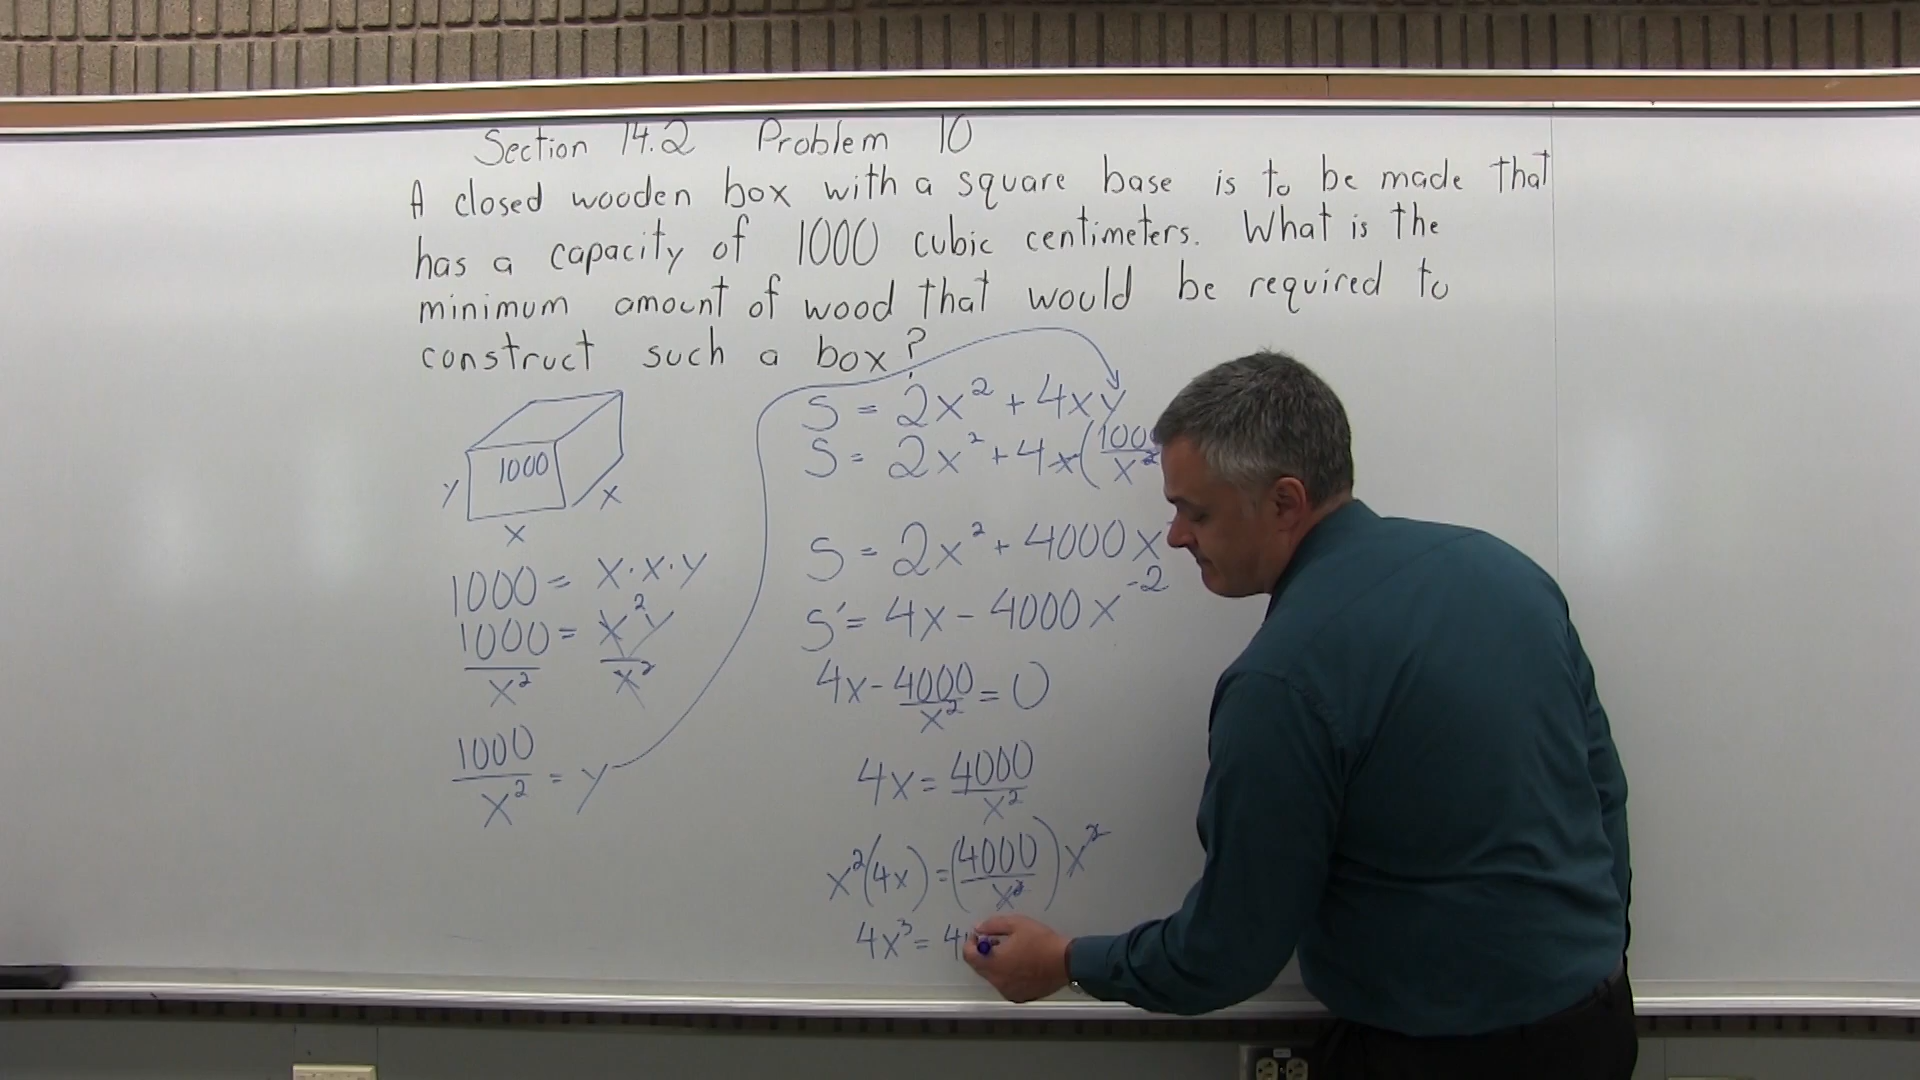 Section 14.2 Problem 10
A closed wooden box with a square base is to be made that
has a capacity of 1000 cubic centimeters. What is the
minimum amount of wood that would be required to
construct such a box?
1000
y
x
x
1000 = x·x·y
1000 = x²y
x² x²
1000
x² = y
S = 2x² + 4xy
S = 2x² + 4x(100
x²
S = 2x² + 4000x
S' = 4x - 4000x⁻²
4x - 4000 = 0
x²
4x = 4000
x²
x²(4x) = (4000) x²
x²
4x³ = 4